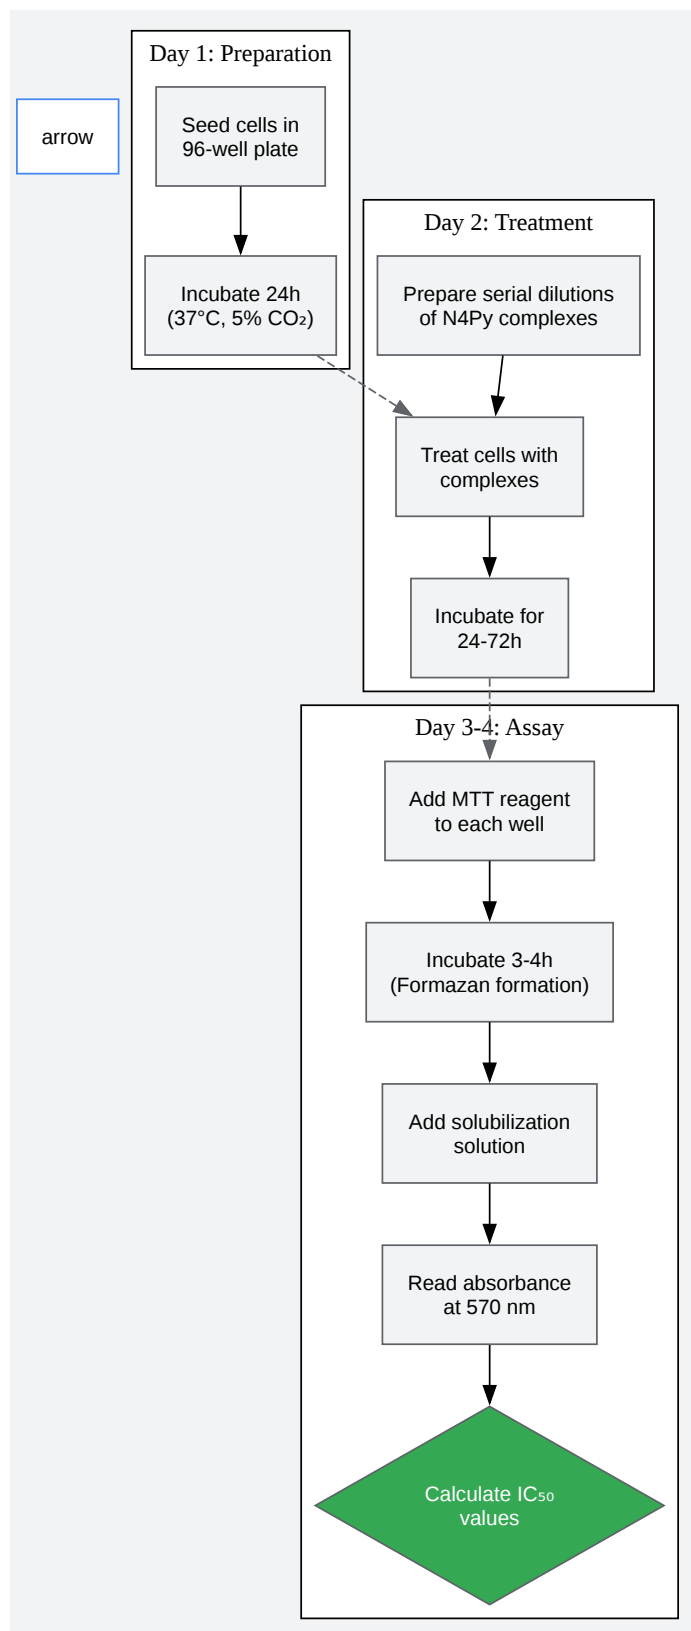 Day 1: Preparation
arrow
Seed cells in
96-well plate
Incubate 24h
(37°C, 5% CO₂)
Day 2: Treatment
Prepare serial dilutions
of N4Py complexes
Treat cells with
complexes
Incubate for
24-72h
Day 3-4: Assay
Add MTT reagent
to each well
Incubate 3-4h
(Formazan formation)
Add solubilization
solution
Read absorbance
at 570 nm
Calculate IC₅₀
values